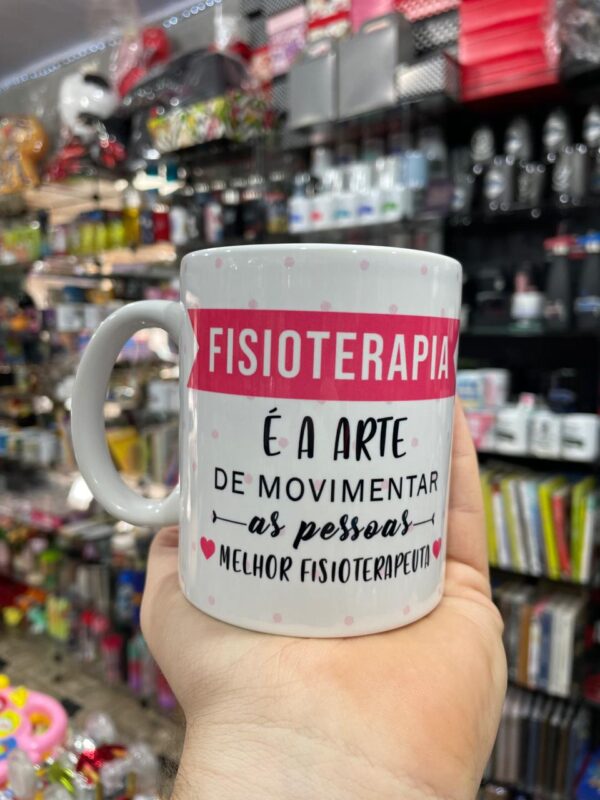 FISIOTERAPIA
É A ARTE
DE MOVIMENTAR
as pessoas
MELHOR FISIOTERAPEUTA